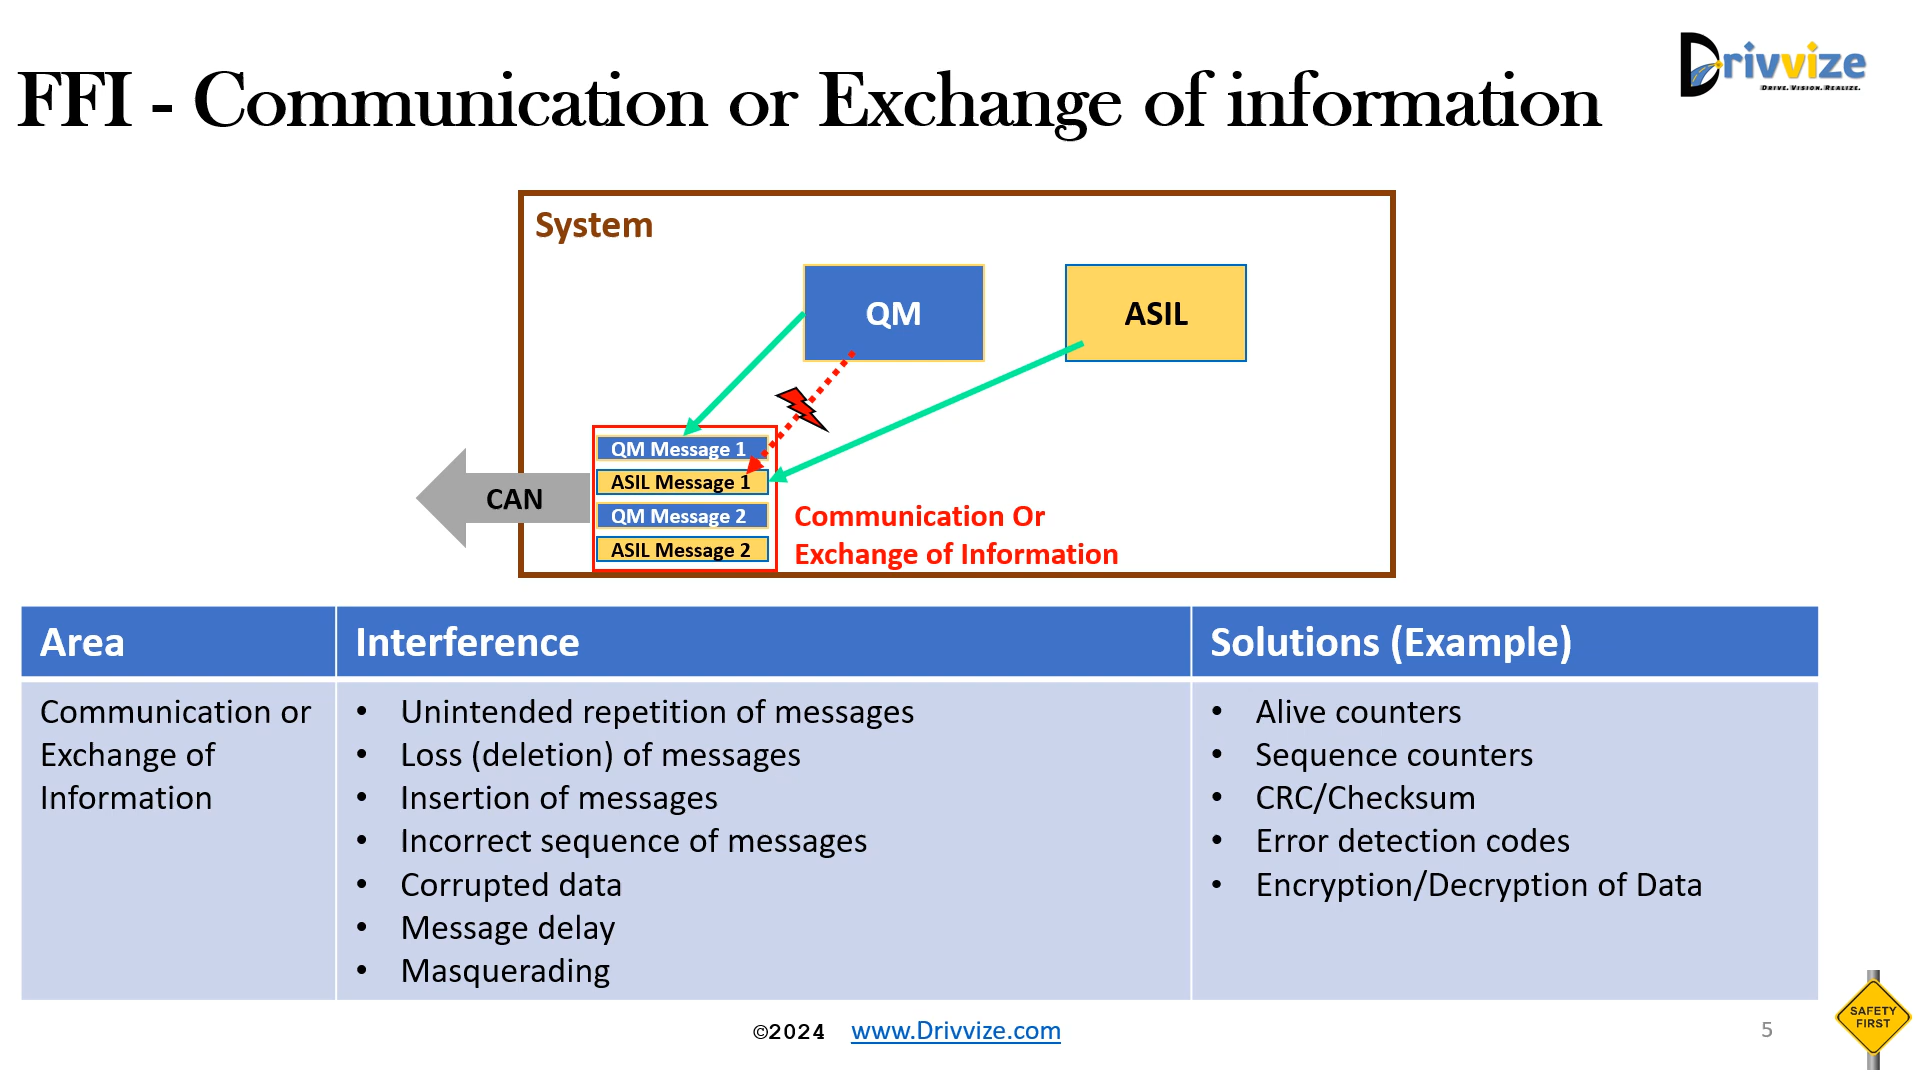 Drivvize
DRIVE. VISION. REALIZE.
FFI - Communication or Exchange of information
System
QM
ASIL
QM Message 1
ASIL Message 1
QM Message 2
ASIL Message 2
CAN
Communication Or
Exchange of Information
Area
Interference
Solutions (Example)
Communication or
Exchange of
Information
• Unintended repetition of messages
• Loss (deletion) of messages
• Insertion of messages
• Incorrect sequence of messages
• Corrupted data
• Message delay
• Masquerading
• Alive counters
• Sequence counters
• CRC/Checksum
• Error detection codes
• Encryption/Decryption of Data
©2024 www.Drivvize.com
5
SAFETY
FIRST